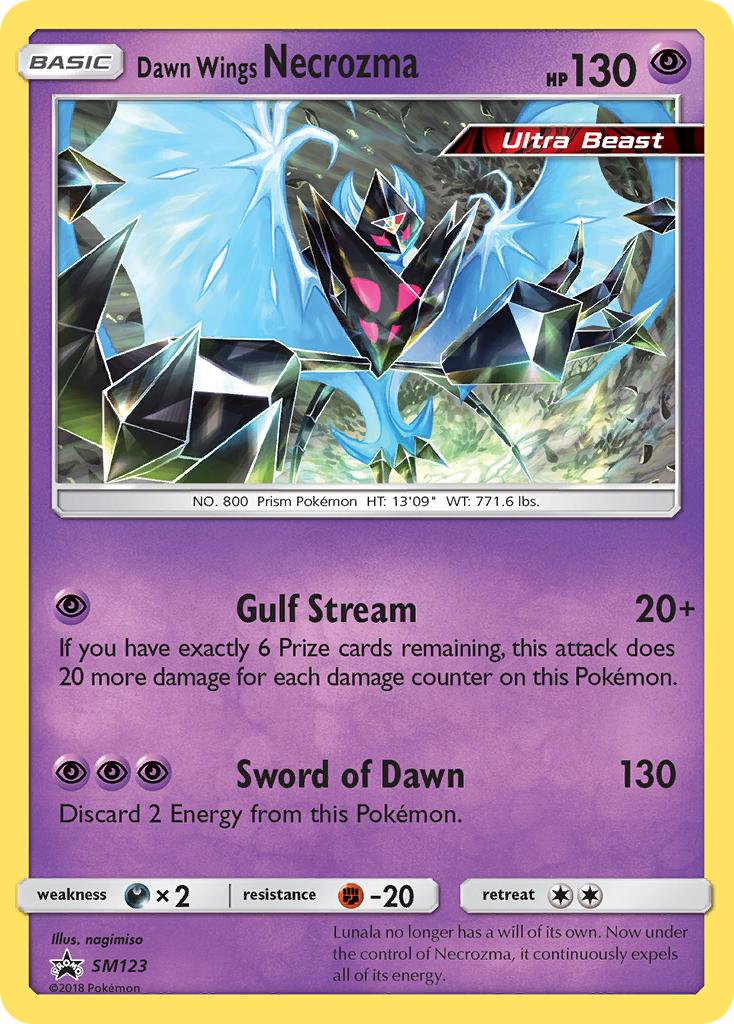 BASIC Dawn Wings Necrozma HP 130
Ultra Beast
NO. 800 Prism Pokémon HT: 13'09" WT: 771.6 lbs.
Gulf Stream 20+
If you have exactly 6 Prize cards remaining, this attack does
20 more damage for each damage counter on this Pokémon.
Sword of Dawn 130
Discard 2 Energy from this Pokémon.
weakness ×2 resistance -20 retreat
Illus. nagimiso
PROMO SM123
©2018 Pokémon
Lunala no longer has a will of its own. Now under
the control of Necrozma, it continuously expels
all of its energy.